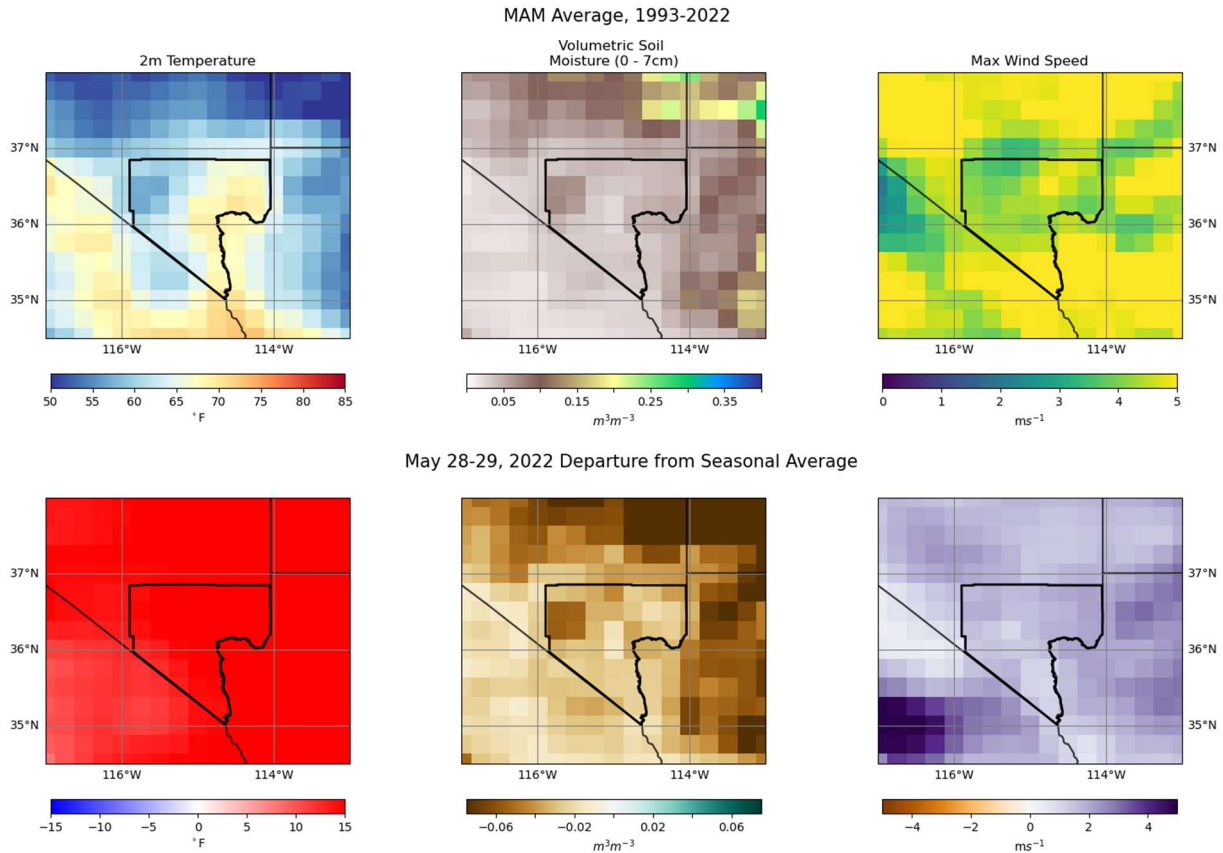 MAM Average, 1993-2022
2m Temperature
Volumetric Soil
Moisture (0 - 7cm)
Max Wind Speed
37°N
36°N
35°N
116°W
114°W
116°W
114°W
116°W
114°W
37°N
36°N
35°N
50 55 60 65 70 75 80 85
°F
0.05 0.15 0.25 0.35
m³m⁻³
0 1 2 3 4 5
ms⁻¹
May 28-29, 2022 Departure from Seasonal Average
37°N
36°N
35°N
116°W
114°W
116°W
114°W
116°W
114°W
37°N
36°N
35°N
−15 −10 −5 0 5 10 15
°F
−0.06 −0.02 0.02 0.06
m³m⁻³
−4 −2 0 2 4
ms⁻¹